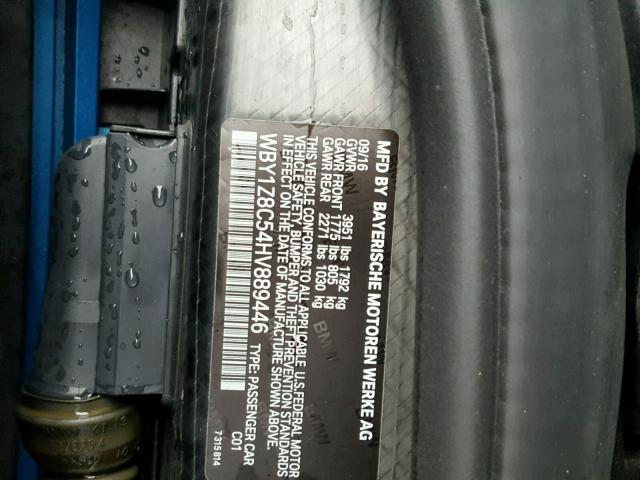 MFD BY BAYERISCHE MOTOREN WERKE AG
09/16
GVWR 3951 lbs 1792 kg
GAWR FRONT 1775 lbs 805 kg
GAWR REAR 2271 lbs 1030 kg
THIS VEHICLE CONFORMS TO ALL APPLICABLE U.S.FEDERAL MOTOR
VEHICLE SAFETY, BUMPER AND THEFT PREVENTION STANDARDS
IN EFFECT ON THE DATE OF MANUFACTURE SHOWN ABOVE.
WBY1Z8C54HV889446 TYPE: PASSENGER CAR
C01
7315814